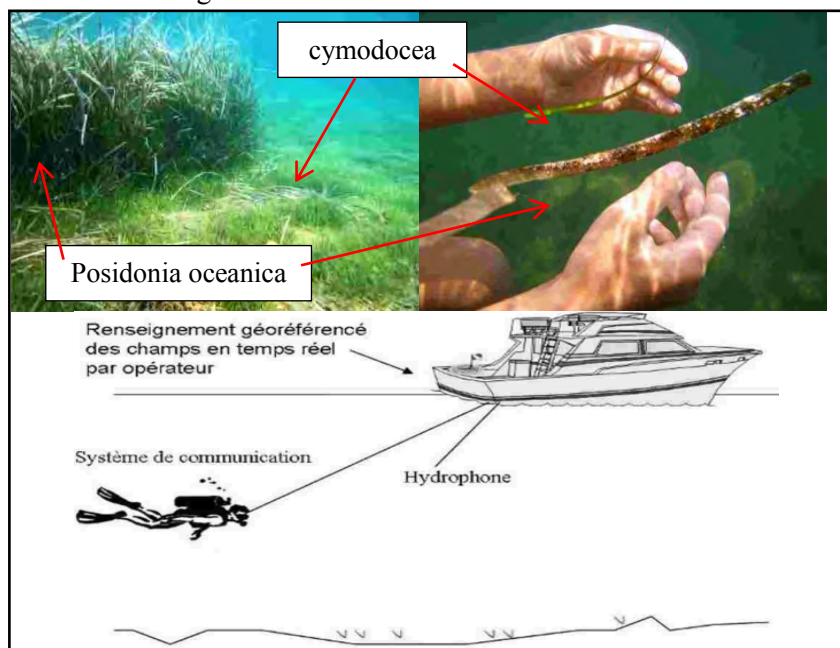 cymodocea
Posidonia oceanica
Renseignement géoréférencé
des champs en temps réel
par opérateur
Système de communication
Hydrophone